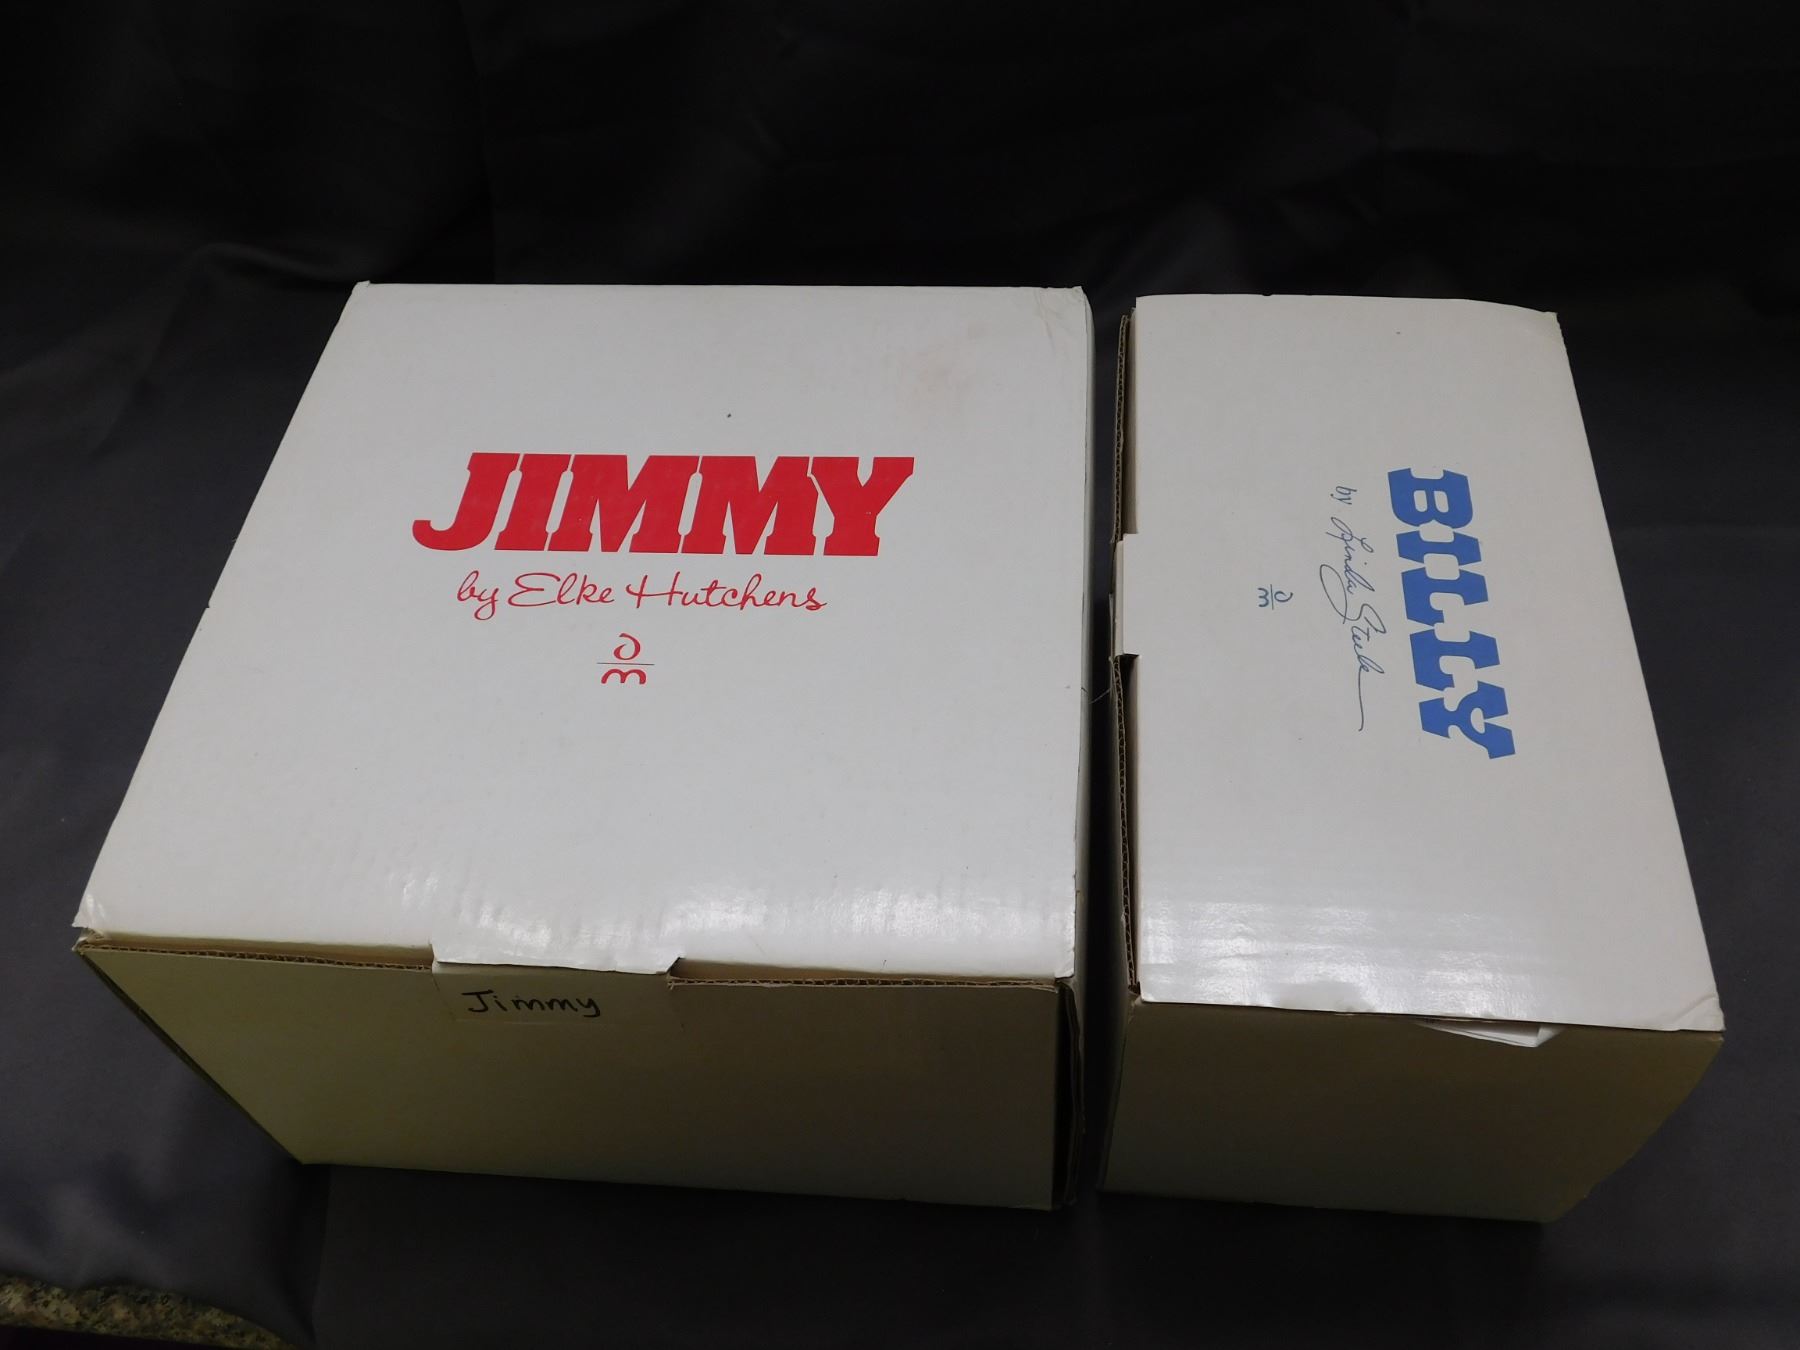 JIMMY
by Elke Hutchens
Jimmy
BILLY
by Linda Steele